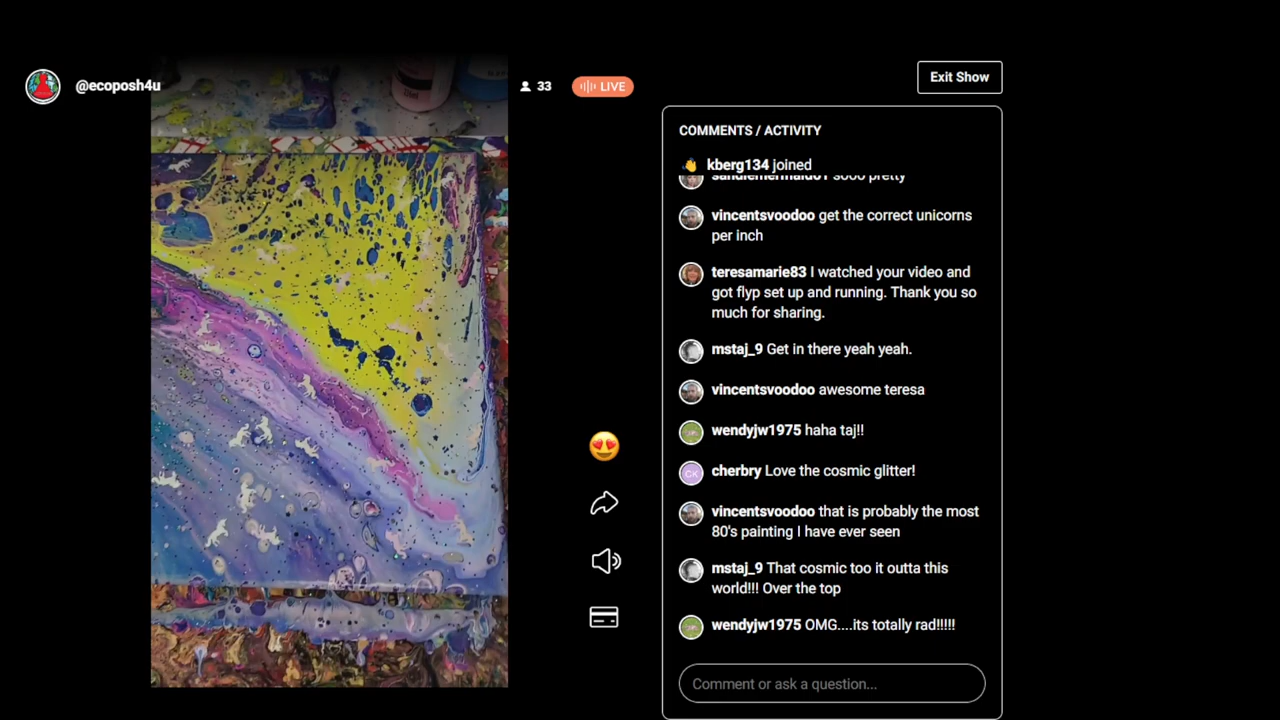 @ecoposh4u
33
LIVE
Exit Show
COMMENTS / ACTIVITY
kberg134 joined
sooo pretty
vincentsvoodoo get the correct unicorns
per inch
teresamarie83 I watched your video and
got flyp set up and running. Thank you so
much for sharing.
mstaj_9 Get in there yeah yeah.
vincentsvoodoo awesome teresa
wendyjw1975 haha taj!!
CK
cherbry Love the cosmic glitter!
vincentsvoodoo that is probably the most
80's painting I have ever seen
mstaj_9 That cosmic too it outta this
world!!! Over the top
wendyjw1975 OMG....its totally rad!!!!!
Comment or ask a question...